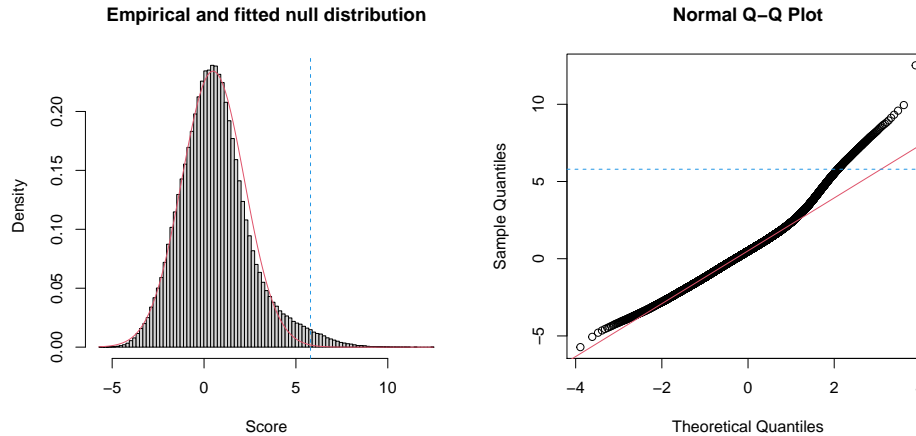 Empirical and fitted null distribution
Density
0.00 0.05 0.10 0.15 0.20
−5 0 5 10
Score
Normal Q−Q Plot
Sample Quantiles
−5 0 5 10
−4 −2 0 2
Theoretical Quantiles